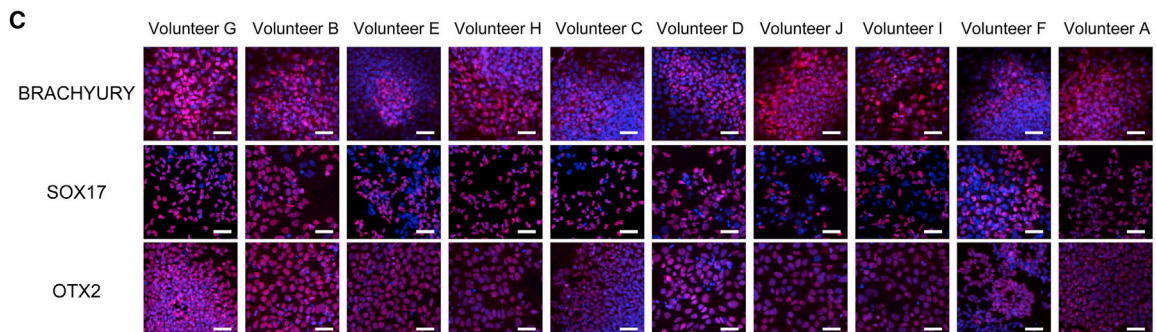 C
Volunteer G Volunteer B Volunteer E Volunteer H Volunteer C Volunteer D Volunteer J Volunteer I Volunteer F Volunteer A
BRACHYURY
SOX17
OTX2